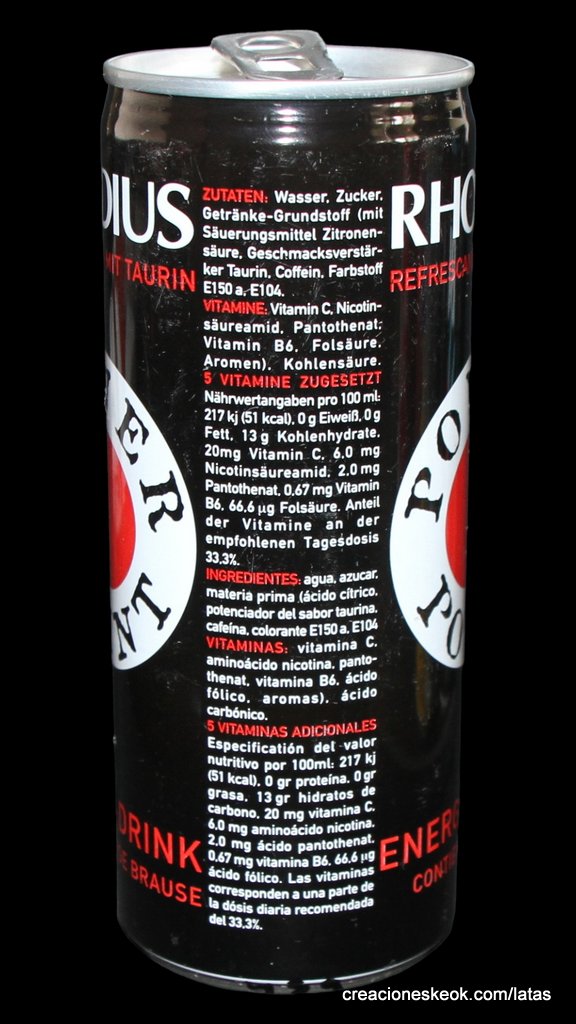 DIUS
MIT TAURIN
ZUTATEN: Wasser, Zucker,
Getränke-Grundstoff (mit
Säuerungsmittel Zitronen-
säure, Geschmacksverstär-
ker Taurin, Coffein, Farbstoff
E150 a, E104.
VITAMINE: Vitamin C, Nicotin-
säureamid, Pantothenat,
Vitamin B6, Folsäure,
Aromen), Kohlensäure.
5 VITAMINE ZUGESETZT
Nährwertangaben pro 100 ml:
217 kj (51 kcal), 0 g Eiweiß, 0 g
Fett, 13 g Kohlenhydrate,
20mg Vitamin C, 6,0 mg
Nicotinsäureamid, 2,0 mg
Pantothenat, 0,67 mg Vitamin
B6, 66,6 µg Folsäure. Anteil
der Vitamine an der
empfohlenen Tagesdosis
33,3%.
INGREDIENTES: agua, azucar,
materia prima (ácido cítrico,
potenciador del sabor taurina,
cafeína, colorante E150 a, E104
VITAMINAS: vitamina C,
aminoácido nicotina, panto-
thenat, vitamina B6, ácido
fólico, aromas), ácido
carbónico.
5 VITAMINAS ADICIONALES
Especificatión del valor
nutritivo por 100ml: 217 kj
(51 kcal), 0 gr proteína, 0 gr
grasa, 13 gr hidratos de
carbono, 20 mg vitamina C,
6,0 mg aminoácido nicotina,
2,0 mg ácido pantothenat,
0,67 mg vitamina B6, 66,6 µg
ácido fólico. Las vitaminas
corresponden a una parte de
la dósis diaria recomendada
del 33,3%.
RHO
REFRESCA
WER
NT
PO
PO
DRINK
E BRAUSE
ENERG
CONTIE
creacioneskeok.com/latas